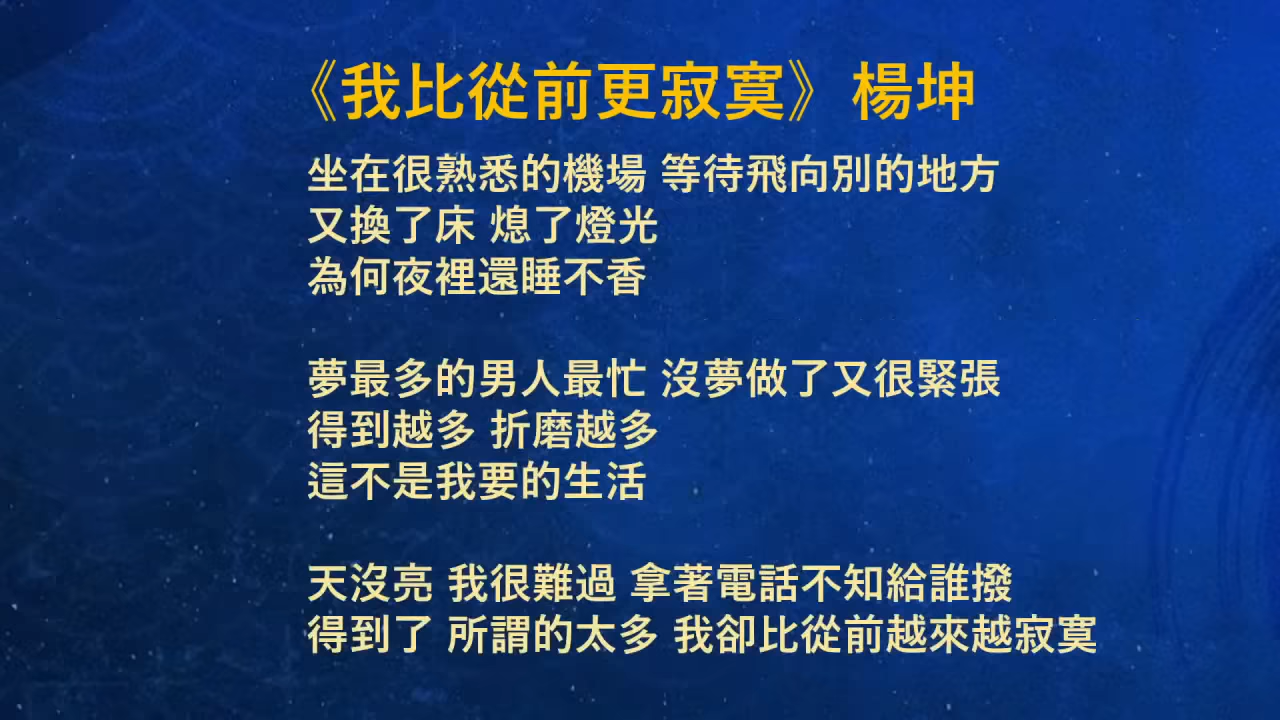 《我比從前更寂寞》楊坤
坐在很熟悉的機場 等待飛向別的地方
又換了床 熄了燈光
為何夜裡還睡不香
夢最多的男人最忙 沒夢做了又很緊張
得到越多 折磨越多
這不是我要的生活
天沒亮 我很難過 拿著電話不知給誰撥
得到了 所謂的太多 我卻比從前越來越寂寞